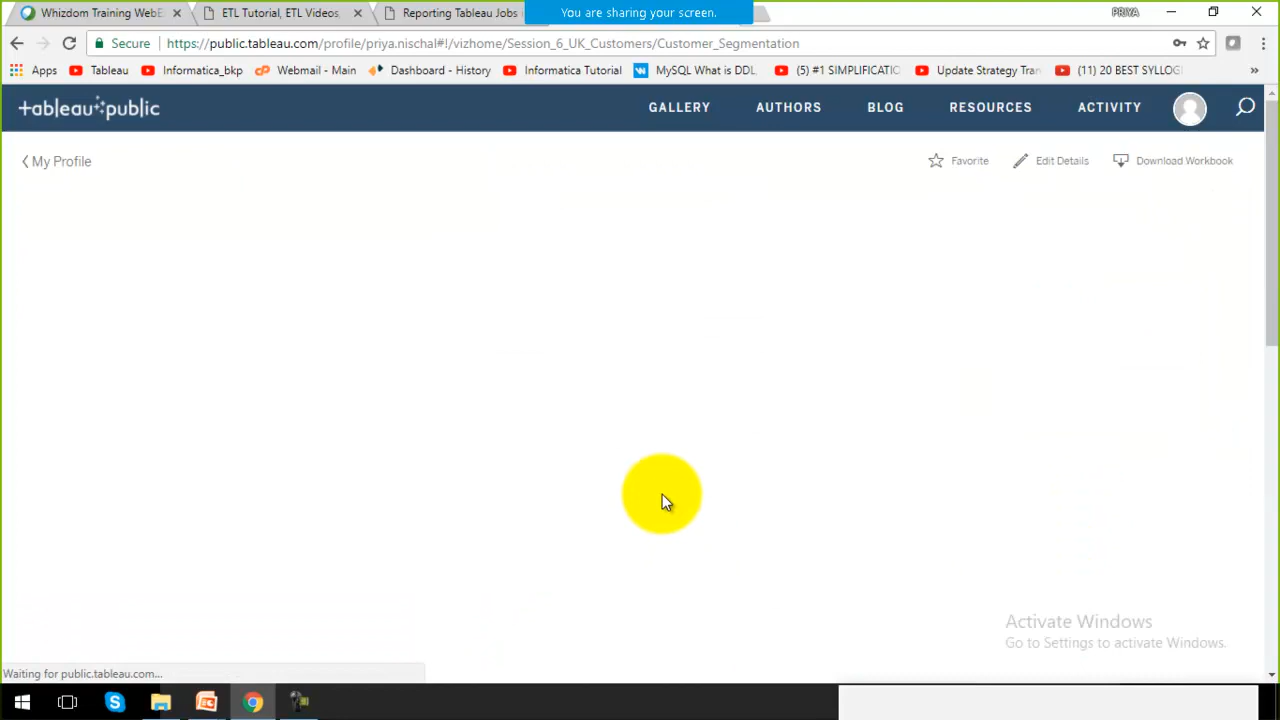 Whizdom Training WebE
ETL Tutorial, ETL Videos,
Reporting Tableau Jobs i
You are sharing your screen.
PRIYA
Secure
https://public.tableau.com/profile/priya.nischal#!/vizhome/Session_6_UK_Customers/Customer_Segmentation
Apps
Tableau
Informatica_bkp
Webmail - Main
Dashboard - History
Informatica Tutorial
MySQL What is DDL,
(5) #1 SIMPLIFICATIO
Update Strategy Tran
(11) 20 BEST SYLLOGI
»
+ableau public
GALLERY
AUTHORS
BLOG
RESOURCES
ACTIVITY
My Profile
Favorite
Edit Details
Download Workbook
Activate Windows
Go to Settings to activate Windows.
Waiting for public.tableau.com...